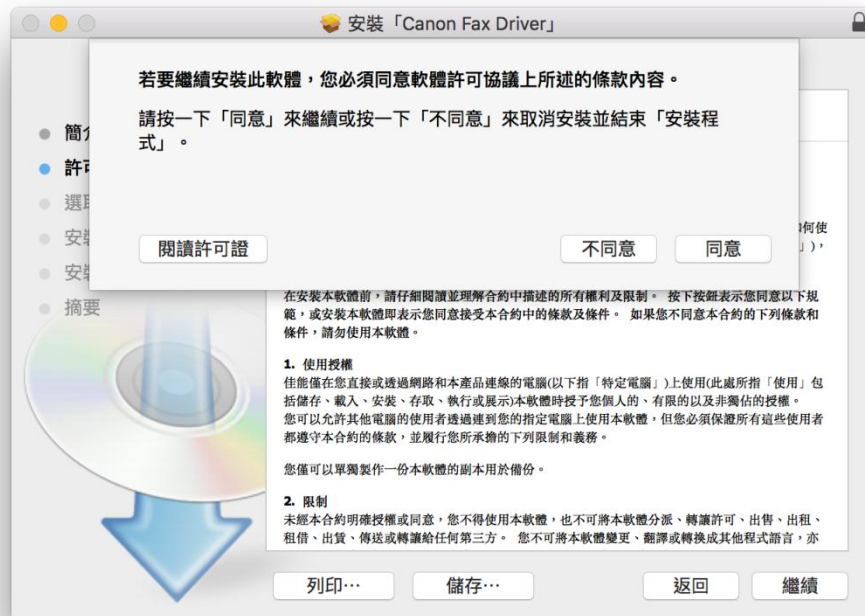 安裝「Canon Fax Driver」
若要繼續安裝此軟體，您必須同意軟體許可協議上所述的條款內容。
請按一下「同意」來繼續或按一下「不同意」來取消安裝並結束「安裝程
式」。
閱讀許可證
不同意
同意
簡介
許可
選取
安裝
安裝
摘要
何使
」)，
在安裝本軟體前，請仔細閱讀並理解合約中描述的所有權利及限制。 按下按鈕表示您同意以下規
範，或安裝本軟體即表示您同意接受本合約中的條款及條件。 如果您不同意本合約的下列條款和
條件，請勿使用本軟體。
1. 使用授權
佳能僅在您直接或透過網路和本產品連線的電腦(以下指「特定電腦」)上使用(此處所指「使用」包
括儲存、載入、安裝、存取、執行或展示)本軟體時授予您個人的、有限的以及非獨佔的授權。
您可以允許其他電腦的使用者透過連到您的指定電腦上使用本軟體，但您必須保證所有這些使用者
都遵守本合約的條款，並履行您所承擔的下列限制和義務。
您僅可以單獨製作一份本軟體的副本用於備份。
2. 限制
未經本合約明確授權或同意，您不得使用本軟體，也不可將本軟體分派、轉讓許可、出售、出租、
租借、出賃、傳送或轉讓給任何第三方。 您不可將本軟體變更、翻譯或轉換成其他程式語言，亦
列印…
儲存…
返回
繼續